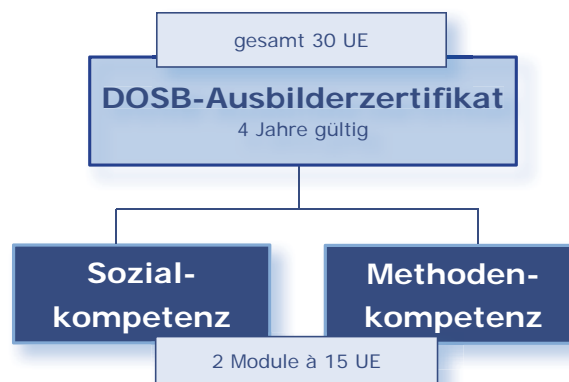 gesamt 30 UE
DOSB-Ausbilderzertifikat
4 Jahre gültig
Sozial-
kompetenz
Methoden-
kompetenz
2 Module à 15 UE